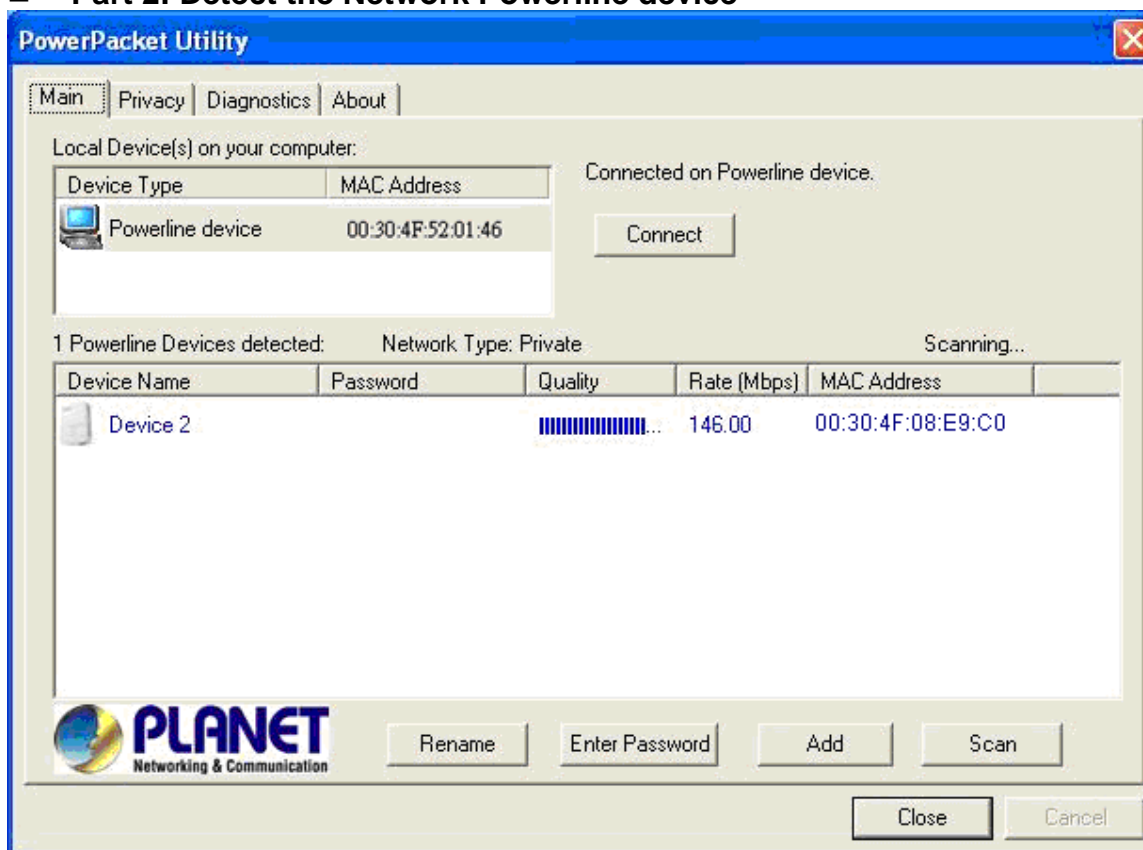 Part 2: Detect the Network Powerline device
PowerPacket Utility
Main Privacy Diagnostics About
Local Device(s) on your computer:
Device Type MAC Address
Powerline device 00:30:4F:52:01:46
Connected on Powerline device.
Connect
1 Powerline Devices detected: Network Type: Private Scanning...
Device Name Password Quality Rate (Mbps) MAC Address
Device 2 ... 146.00 00:30:4F:08:E9:C0
PLANET
Networking & Communication
Rename Enter Password Add Scan
Close Cancel